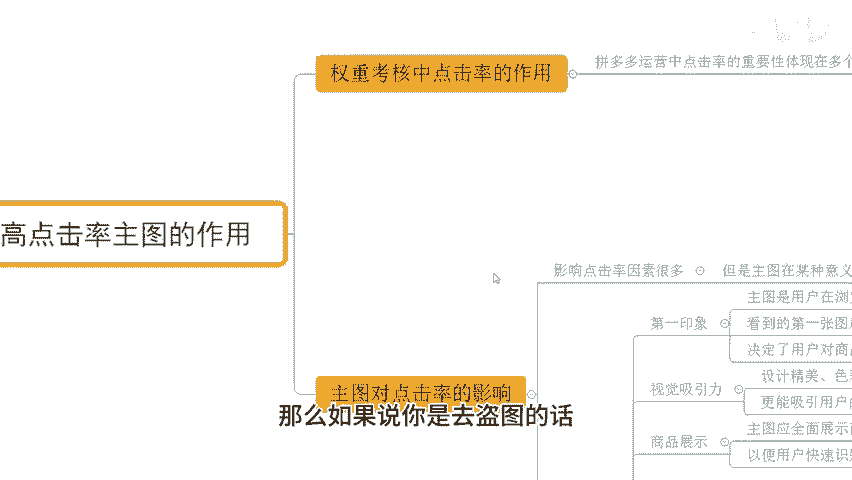 权重考核中点击率的作用
拼多多运营中点击率的重要性体现在多个
高点击率主图的作用
影响点击率因素很多
但是主图在某种意义
主图是用户在浏
第一印象
看到的第一张图
决定了用户对商
主图对点击率的影响
设计精美、色
视觉吸引力
更能吸引用户
那么如果说你是去盗图的话
主图应全面展示
商品展示
以便用户快速识